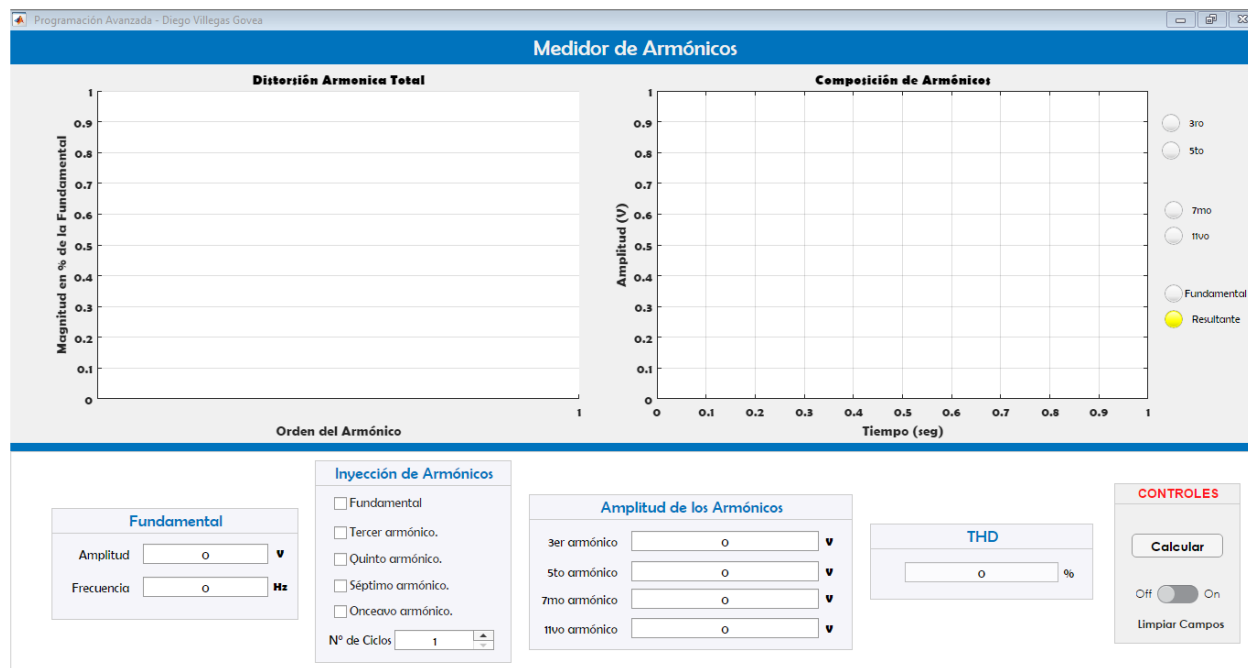 Programación Avanzada - Diego Villegas Govea
Medidor de Armónicos
Distorsión Armonica Total
Magnitud en % de la Fundamental
1
0.9
0.8
0.7
0.6
0.5
0.4
0.3
0.2
0.1
0
1
Orden del Armónico
Composición de Armónicos
Amplitud (V)
1
0.9
0.8
0.7
0.6
0.5
0.4
0.3
0.2
0.1
0
0 0.1 0.2 0.3 0.4 0.5 0.6 0.7 0.8 0.9 1
Tiempo (seg)
3ro
5to
7mo
11vo
Fundamental
Resultante
Fundamental
Amplitud 0 V
Frecuencia 0 Hz
Inyección de Armónicos
Fundamental
Tercer armónico.
Quinto armónico.
Séptimo armónico.
Onceavo armónico.
Nº de Ciclos 1
Amplitud de los Armónicos
3er armónico 0 V
5to armónico 0 V
7mo armónico 0 V
11vo armónico 0 V
THD
0 %
CONTROLES
Calcular
Off On
Limpiar Campos